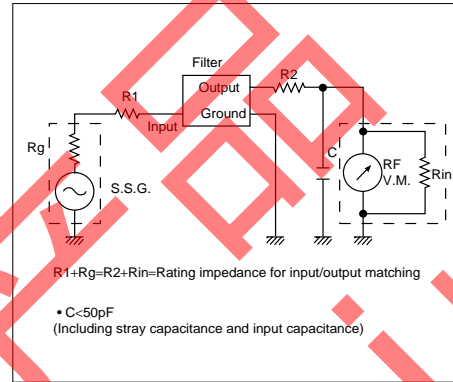 Filter
Output
R2
R1
Input
Ground
Rg
S.S.G.
C
RF
V.M.
Rin
R1+Rg=R2+Rin=Rating impedance for input/output matching
• C<50pF
(Including stray capacitance and input capacitance)